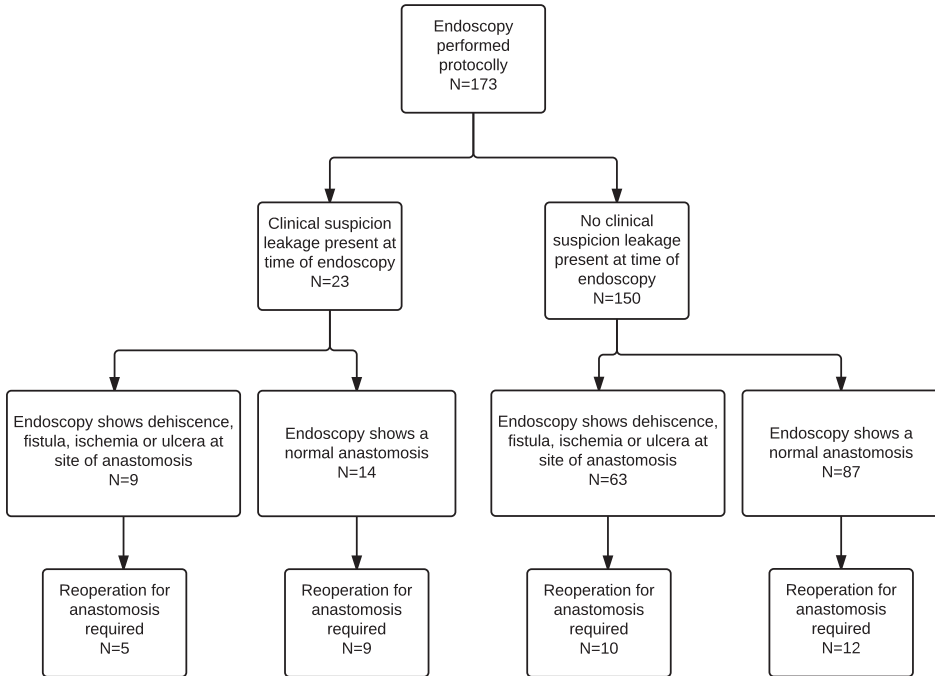 Endoscopy
performed
protocolly
N=173
Clinical suspicion
leakage present at
time of endoscopy
N=23
No clinical
suspicion leakage
present at time of
endoscopy
N=150
Endoscopy shows dehiscence,
fistula, ischemia or ulcera at
site of anastomosis
N=9
Endoscopy shows a
normal anastomosis
N=14
Endoscopy shows dehiscence,
fistula, ischemia or ulcera at
site of anastomosis
N=63
Endoscopy shows a
normal anastomosis
N=87
Reoperation for
anastomosis
required
N=5
Reoperation for
anastomosis
required
N=9
Reoperation for
anastomosis
required
N=10
Reoperation for
anastomosis
required
N=12